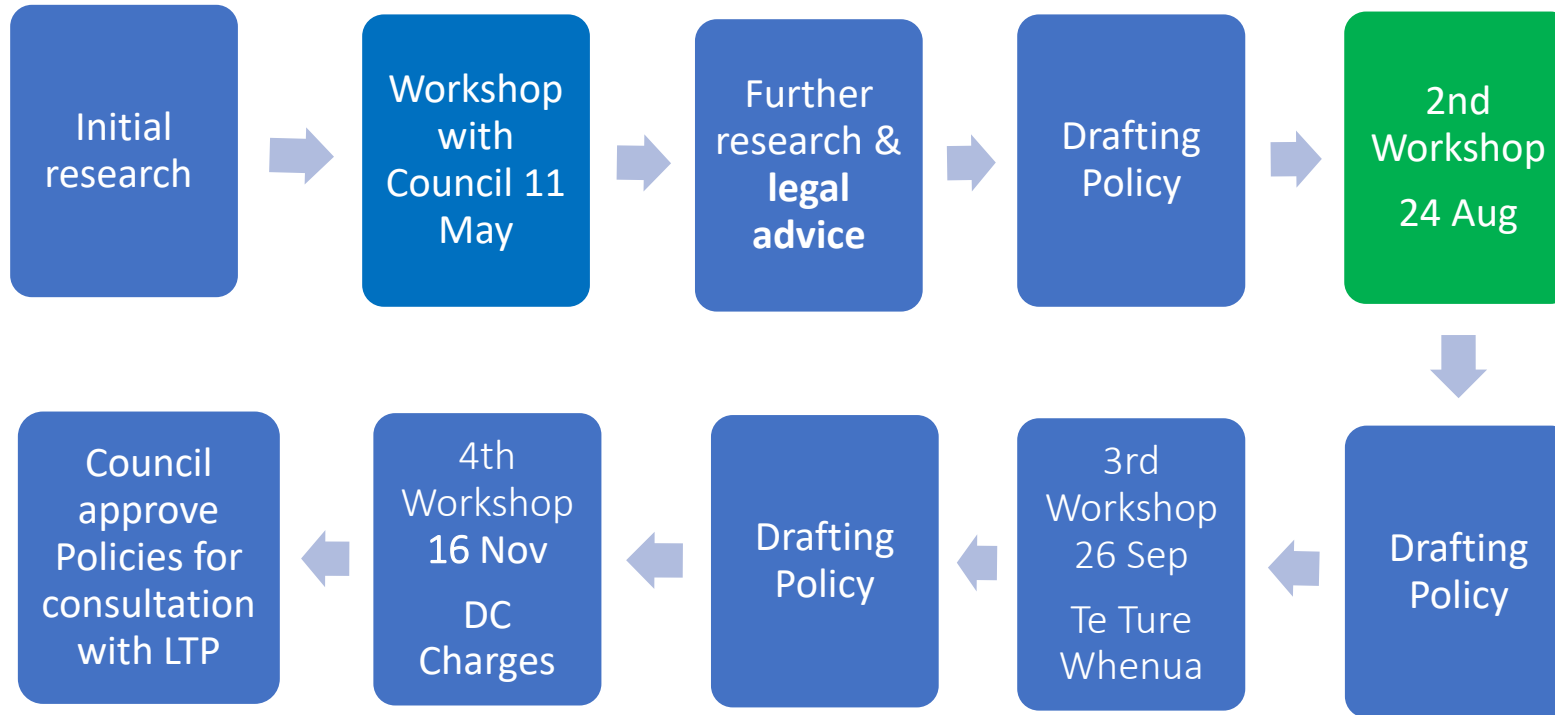 Initial
research
Workshop
with
Council 11
May
Further
research &
legal
advice
Drafting
Policy
2nd
Workshop
24 Aug
Drafting
Policy
3rd
Workshop
26 Sep
Te Ture
Whenua
Drafting
Policy
4th
Workshop
16 Nov
DC
Charges
Council
approve
Policies for
consultation
with LTP